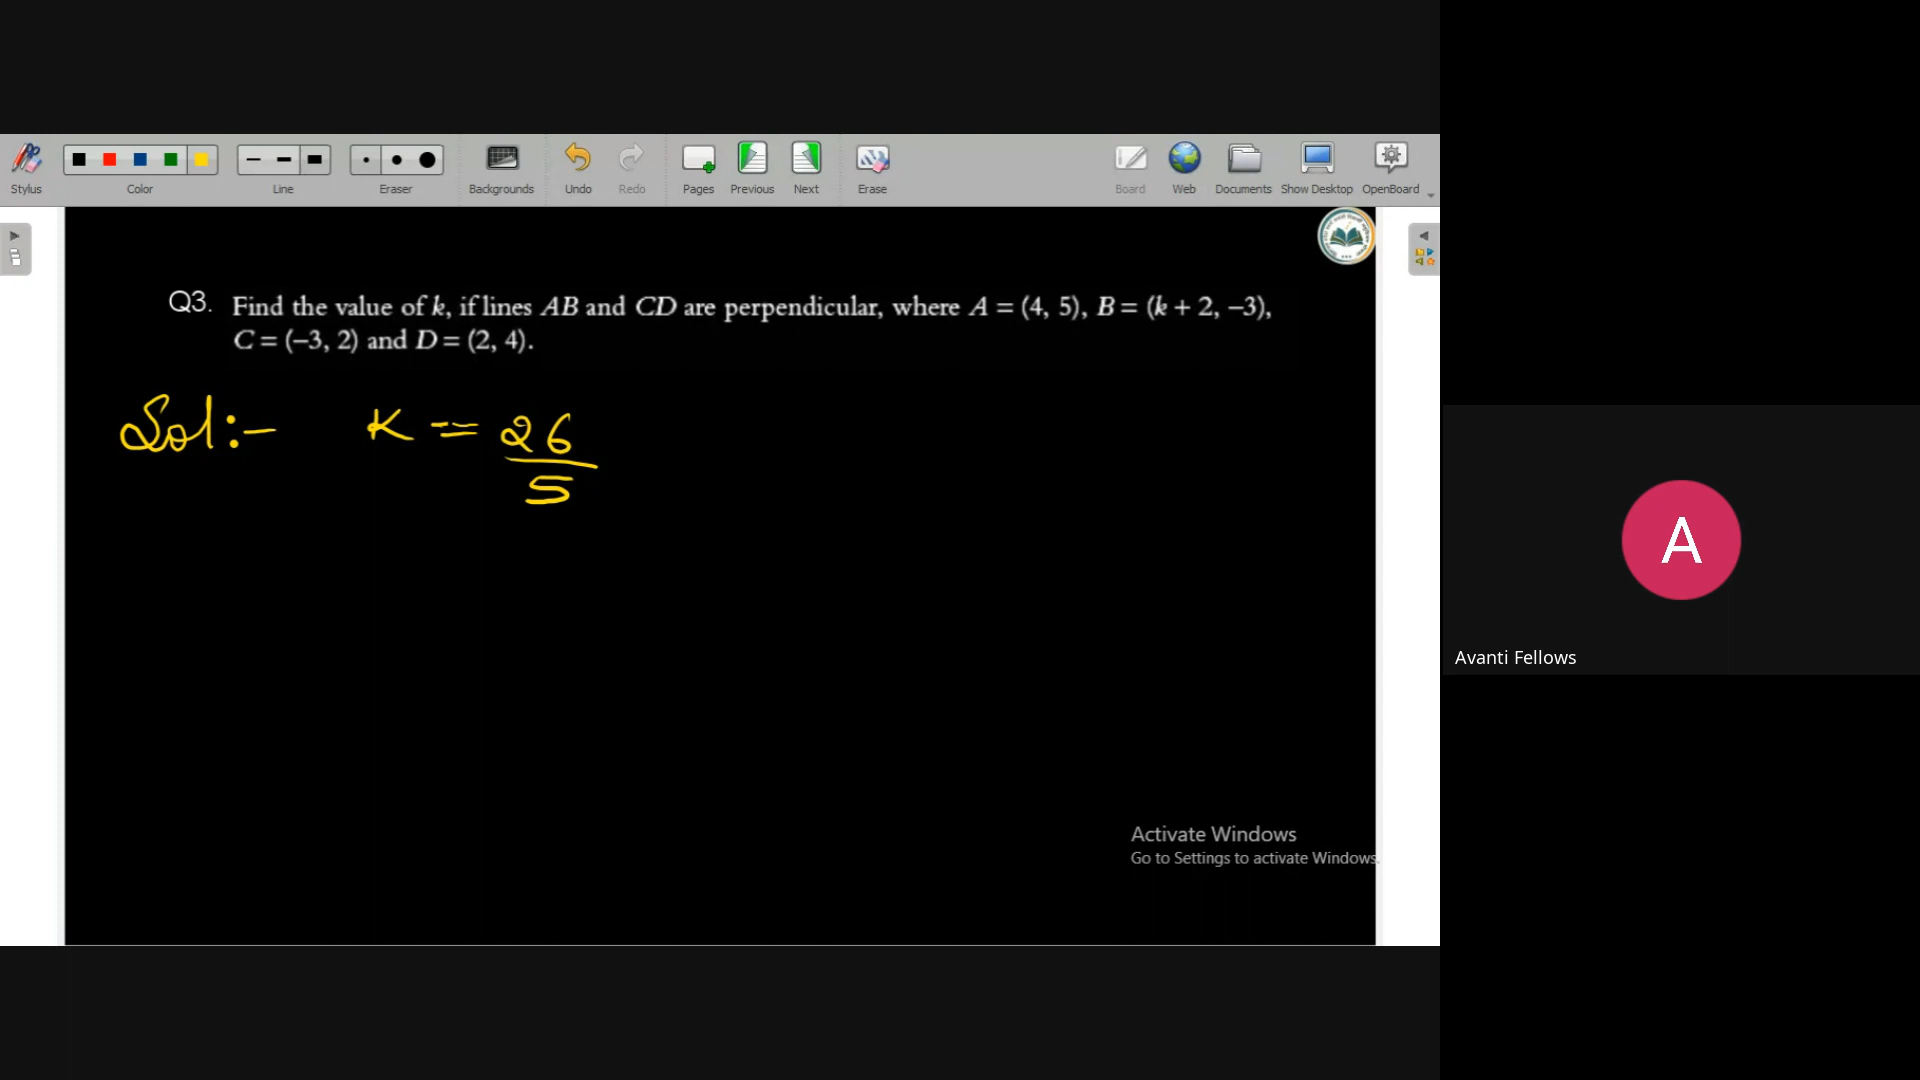 Stylus
Color
Line
Eraser
Backgrounds
Undo
Redo
Pages
Previous
Next
Erase
Board
Web
Documents
Show Desktop
OpenBoard
Q3. Find the value of k, if lines AB and CD are perpendicular, where A = (4, 5), B = (k + 2, –3),
C = (–3, 2) and D = (2, 4).
Sol:- K = 26
5
A
Avanti Fellows
Activate Windows
Go to Settings to activate Windows.